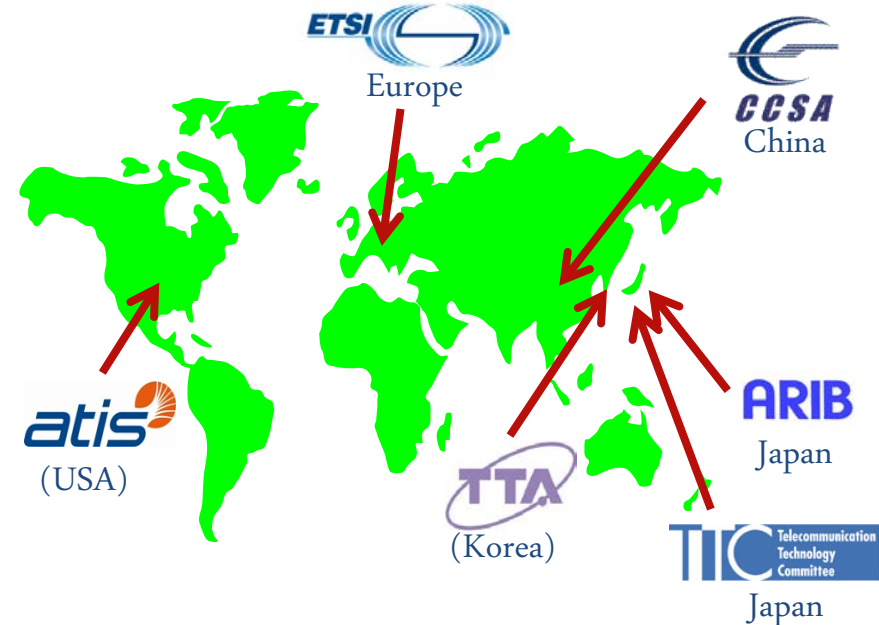 ETSI
Europe
CCSA
China
atis
(USA)
TTA
(Korea)
ARIB
Japan
TTC
Telecommunication
Technology
Committee
Japan